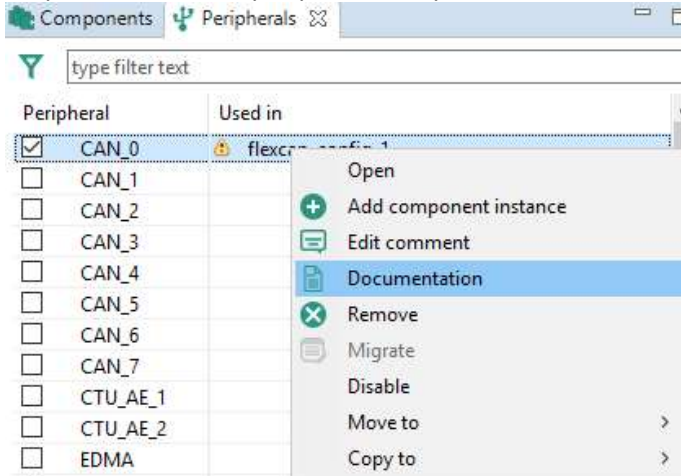 Components Peripherals
type filter text
Peripheral Used in
CAN_0
CAN_1 Open
CAN_2 Add component instance
CAN_3 Edit comment
CAN_4 Documentation
CAN_5 Remove
CAN_6 Migrate
CAN_7 Disable
CTU_AE_1 Move to
CTU_AE_2 Copy to
EDMA